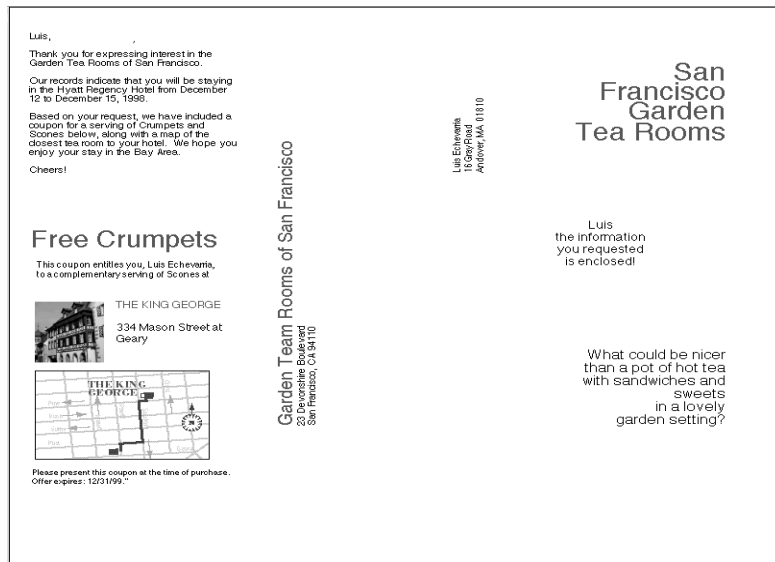 Luis, ,
Thank you for expressing interest in the
Garden Tea Rooms of San Francisco.
Our records indicate that you will be staying
in the Hyatt Regency Hotel from December
12 to December 15, 1998.
Based on your request, we have included a
coupon for a serving of Crumpets and
Scones below, along with a map of the
closest tea room to your hotel. We hope you
enjoy your stay in the Bay Area.
Cheers!
Free Crumpets
This coupon entitles you, Luis Echevarria,
to a complementary serving of Scones at
THE KING GEORGE
334 Mason Street at
Geary
THE KING
GEORGE
Post
Geary
Please present this coupon at the time of purchase.
Offer expires: 12/31/99."
Garden Team Rooms of San Francisco
23 Devonshire Boulevard
San Francisco, CA 94110
Luis Echevarria
16 Gray Road
Andover, MA 01810
San
Francisco
Garden
Tea Rooms
Luis
the information
you requested
is enclosed!
What could be nicer
than a pot of hot tea
with sandwiches and
sweets
in a lovely
garden setting?